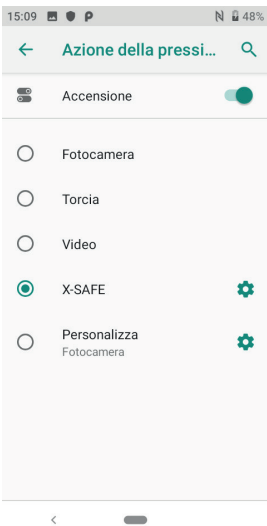 15:09 P N 48%
Azione della pressi...
Accensione
Fotocamera
Torcia
Video
X-SAFE
Personalizza
Fotocamera